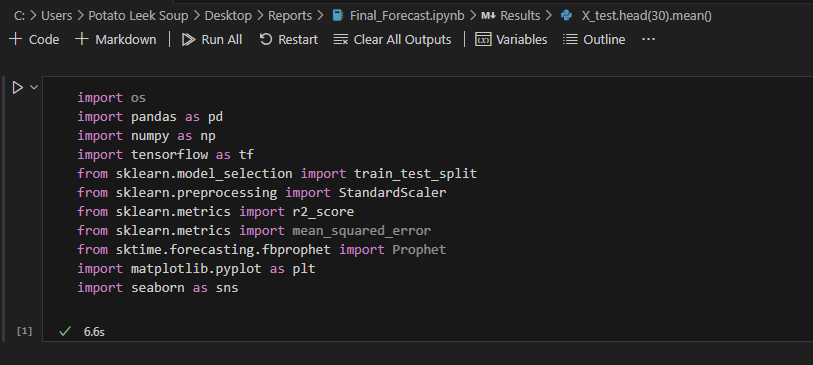 C: > Users > Potato Leek Soup > Desktop > Reports > Final_Forecast.ipynb > M↓ Results > X_test.head(30).mean()
+ Code + Markdown | Run All Restart Clear All Outputs | Variables Outline ...
import os
import pandas as pd
import numpy as np
import tensorflow as tf
from sklearn.model_selection import train_test_split
from sklearn.preprocessing import StandardScaler
from sklearn.metrics import r2_score
from sklearn.metrics import mean_squared_error
from sktime.forecasting.fbprophet import Prophet
import matplotlib.pyplot as plt
import seaborn as sns
[1] ✓ 6.6s